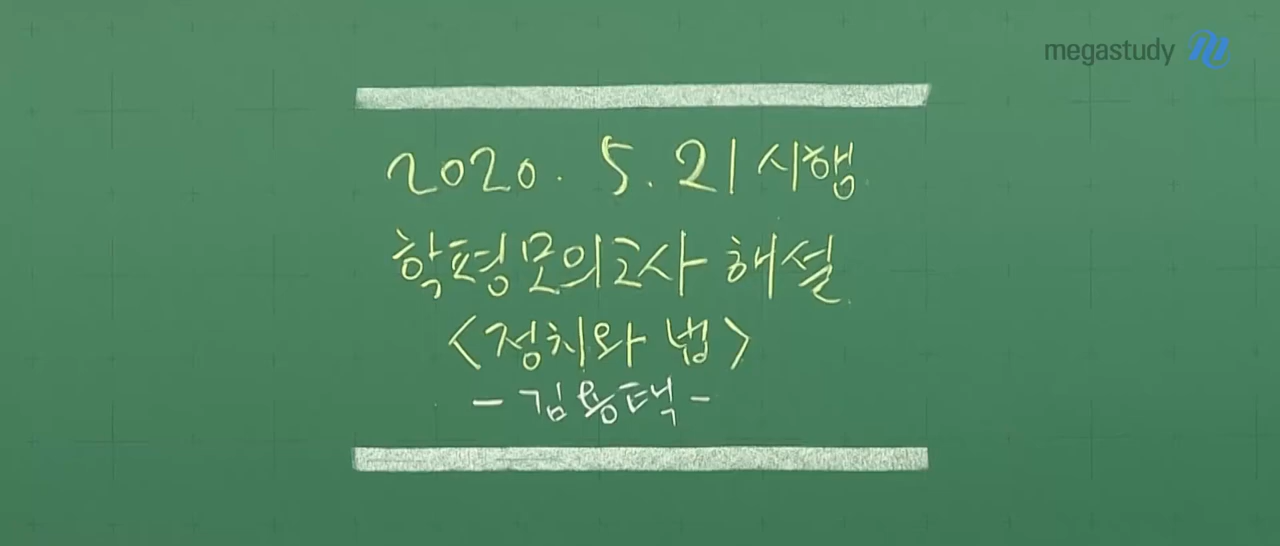 megastudy
2020. 5. 21 시행
학평모의고사 해설
<정치와 법>
- 김용택 -